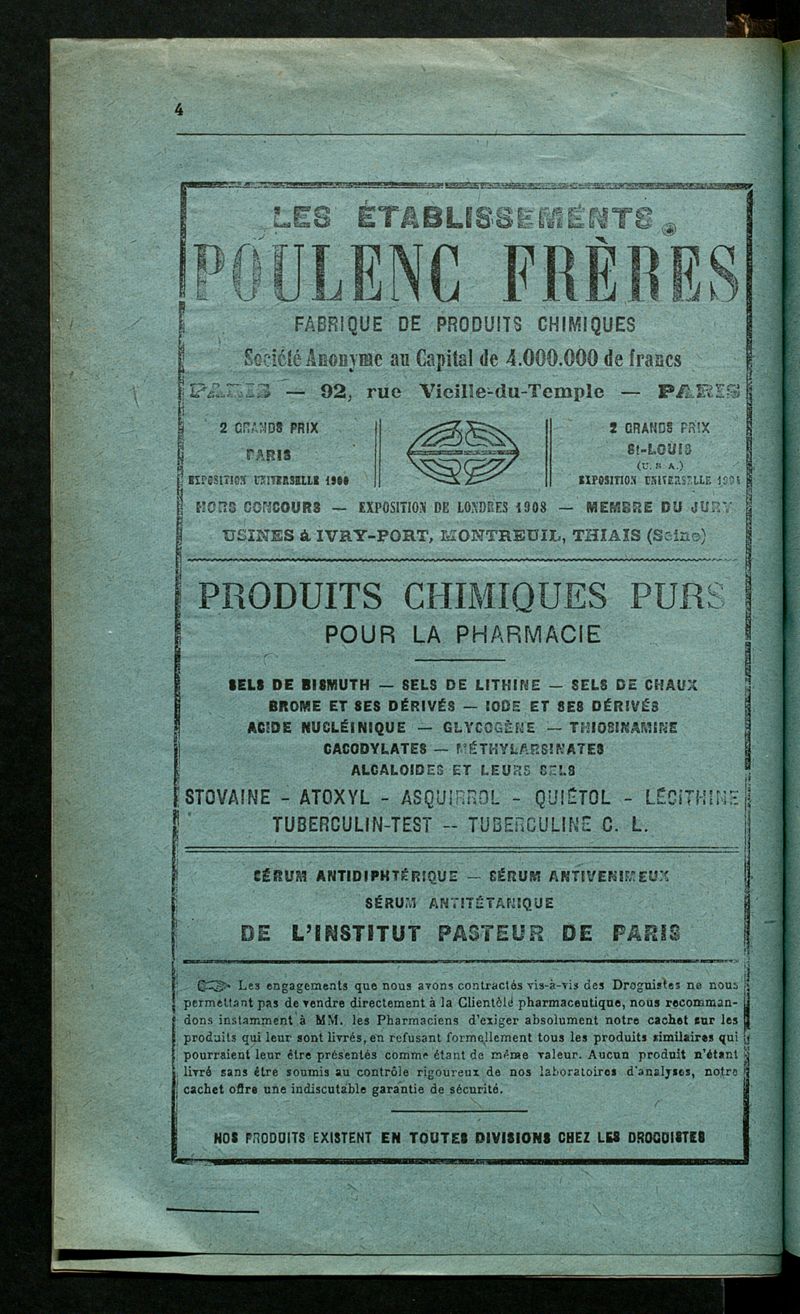 4
LES ÉTABLISSEMENTS
POULENC FRÈRES
FABRIQUE DE PRODUITS CHIMIQUES
Société Anonyme au Capital de 4.000.000 de francs
PARIS — 92, rue Vieille-du-Temple — PARIS
2 GRANDS PRIX
PARIS
EXPOSITION UNIVERSELLE 1900
2 GRANDS PRIX
St-LOUIS
(U. S A.)
EXPOSITION UNIVERSELLE 1904
HORS CONCOURS — EXPOSITION DE LONDRES 1908 — MEMBRE DU JURY
USINES à IVRY-PORT, MONTREUIL, THIAIS (Seine)
PRODUITS CHIMIQUES PURS
POUR LA PHARMACIE
SELS DE BISMUTH — SELS DE LITHINE — SELS DE CHAUX
BROME ET SES DÉRIVÉS — IODE ET SES DÉRIVÉS
ACIDE NUCLÉINIQUE — GLYCOGÈNE — THIOSINAMINE
CACODYLATES — MÉTHYLARSINATES
ALCALOIDES ET LEURS SELS
STOVAINE - ATOXYL - ASQUIRROL - QUIÉTOL - LÉCITHINE
TUBERCULIN-TEST -- TUBERCULINE C. L.
SÉRUM ANTIDIPHTÉRIQUE — SÉRUM ANTIVENIMEUX
SÉRUM ANTITÉTANIQUE
DE L'INSTITUT PASTEUR DE PARIS
Les engagements que nous avons contractés vis-à-vis des Droguistes ne nous
permettant pas de vendre directement à la Clientèle pharmaceutique, nous recomman-
dons instamment à MM. les Pharmaciens d'exiger absolument notre cachet sur les
produits qui leur sont livrés, en refusant formellement tous les produits similaires qui
pourraient leur être présentés comme étant de même valeur. Aucun produit n'étant
livré sans être soumis au contrôle rigoureux de nos laboratoires d'analyses, notre
cachet offre une indiscutable garantie de sécurité.
NOS PRODUITS EXISTENT EN TOUTES DIVISIONS CHEZ LES DROGUISTES